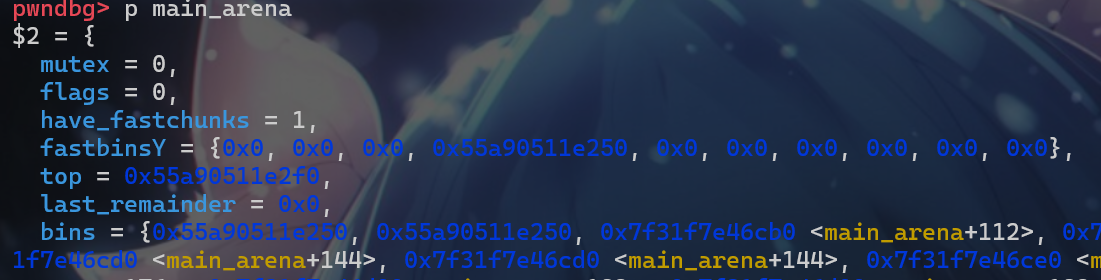 pwndbg> p main_arena
$2 = {
  mutex = 0,
  flags = 0,
  have_fastchunks = 1,
  fastbinsY = {0x0, 0x0, 0x0, 0x55a90511e250, 0x0, 0x0, 0x0, 0x0, 0x0, 0x0},
  top = 0x55a90511e2f0,
  last_remainder = 0x0,
  bins = {0x55a90511e250, 0x55a90511e250, 0x7f31f7e46cb0 <main_arena+112>, 0x7
1f7e46cd0 <main_arena+144>, 0x7f31f7e46cd0 <main_arena+144>, 0x7f31f7e46ce0 <m